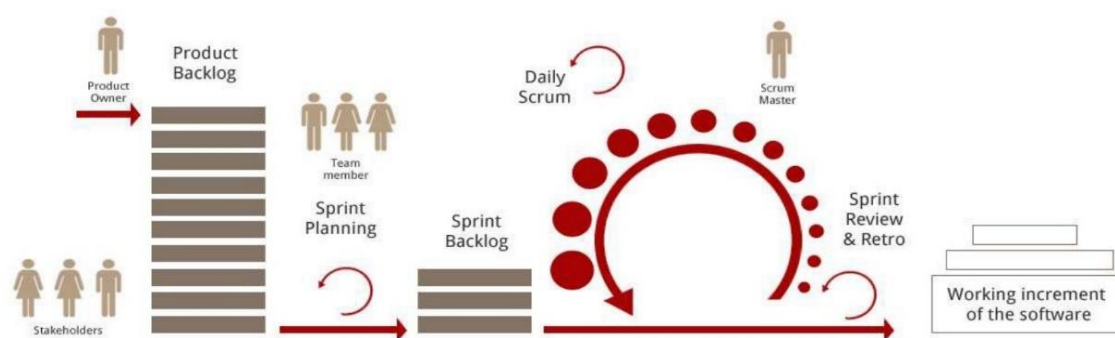 Product
Owner
Product
Backlog
Stakeholders
Team
member
Sprint
Planning
Sprint
Backlog
Daily
Scrum
Scrum
Master
Sprint
Review
& Retro
Working increment
of the software